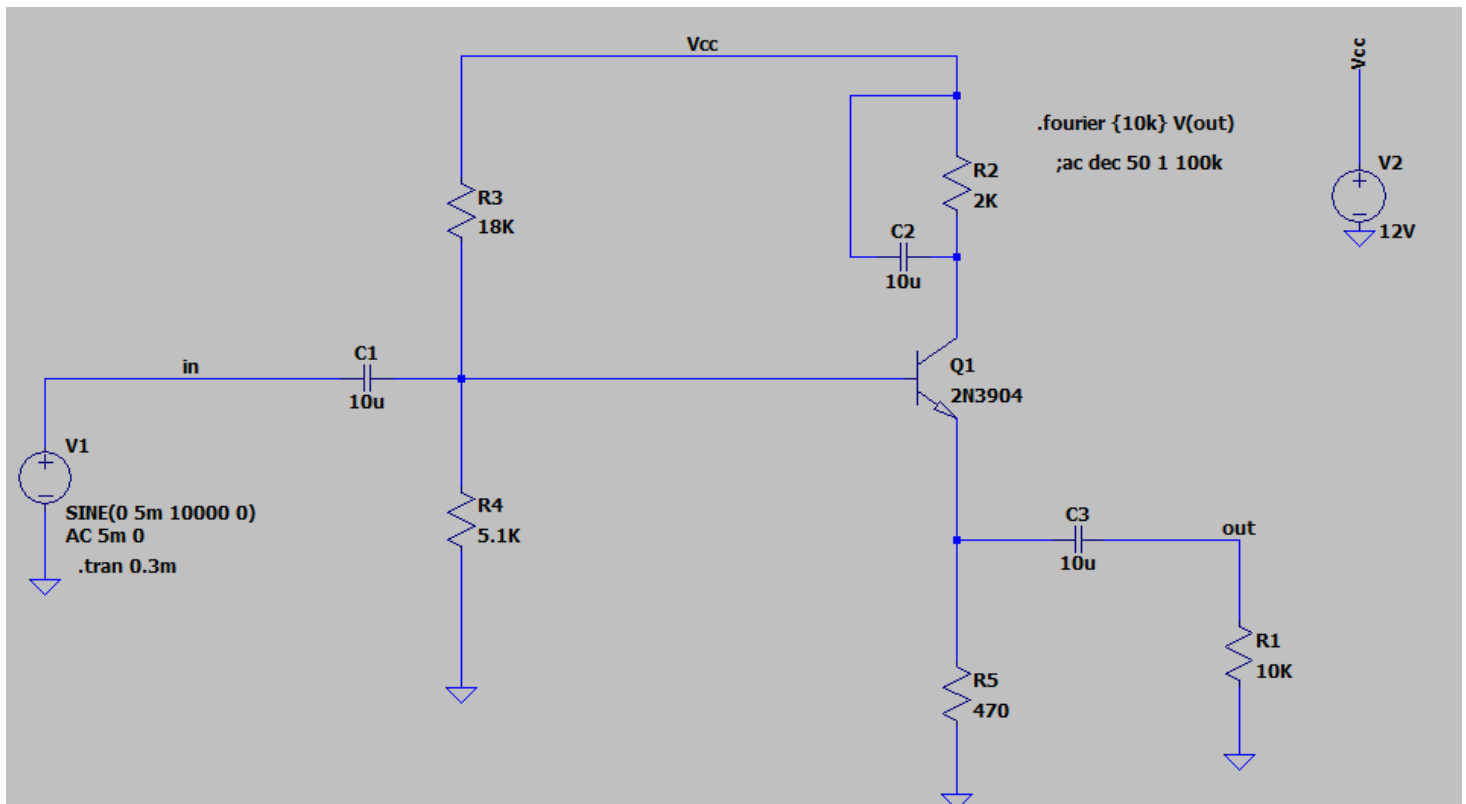 Vcc
Vcc
.fourier {10k} V(out)
;ac dec 50 1 100k
R2
2K
V2
12V
R3
18K
C2
10u
in
C1
10u
Q1
2N3904
V1
SINE(0 5m 10000 0)
AC 5m 0
.tran 0.3m
R4
5.1K
C3
10u
out
R1
10K
R5
470